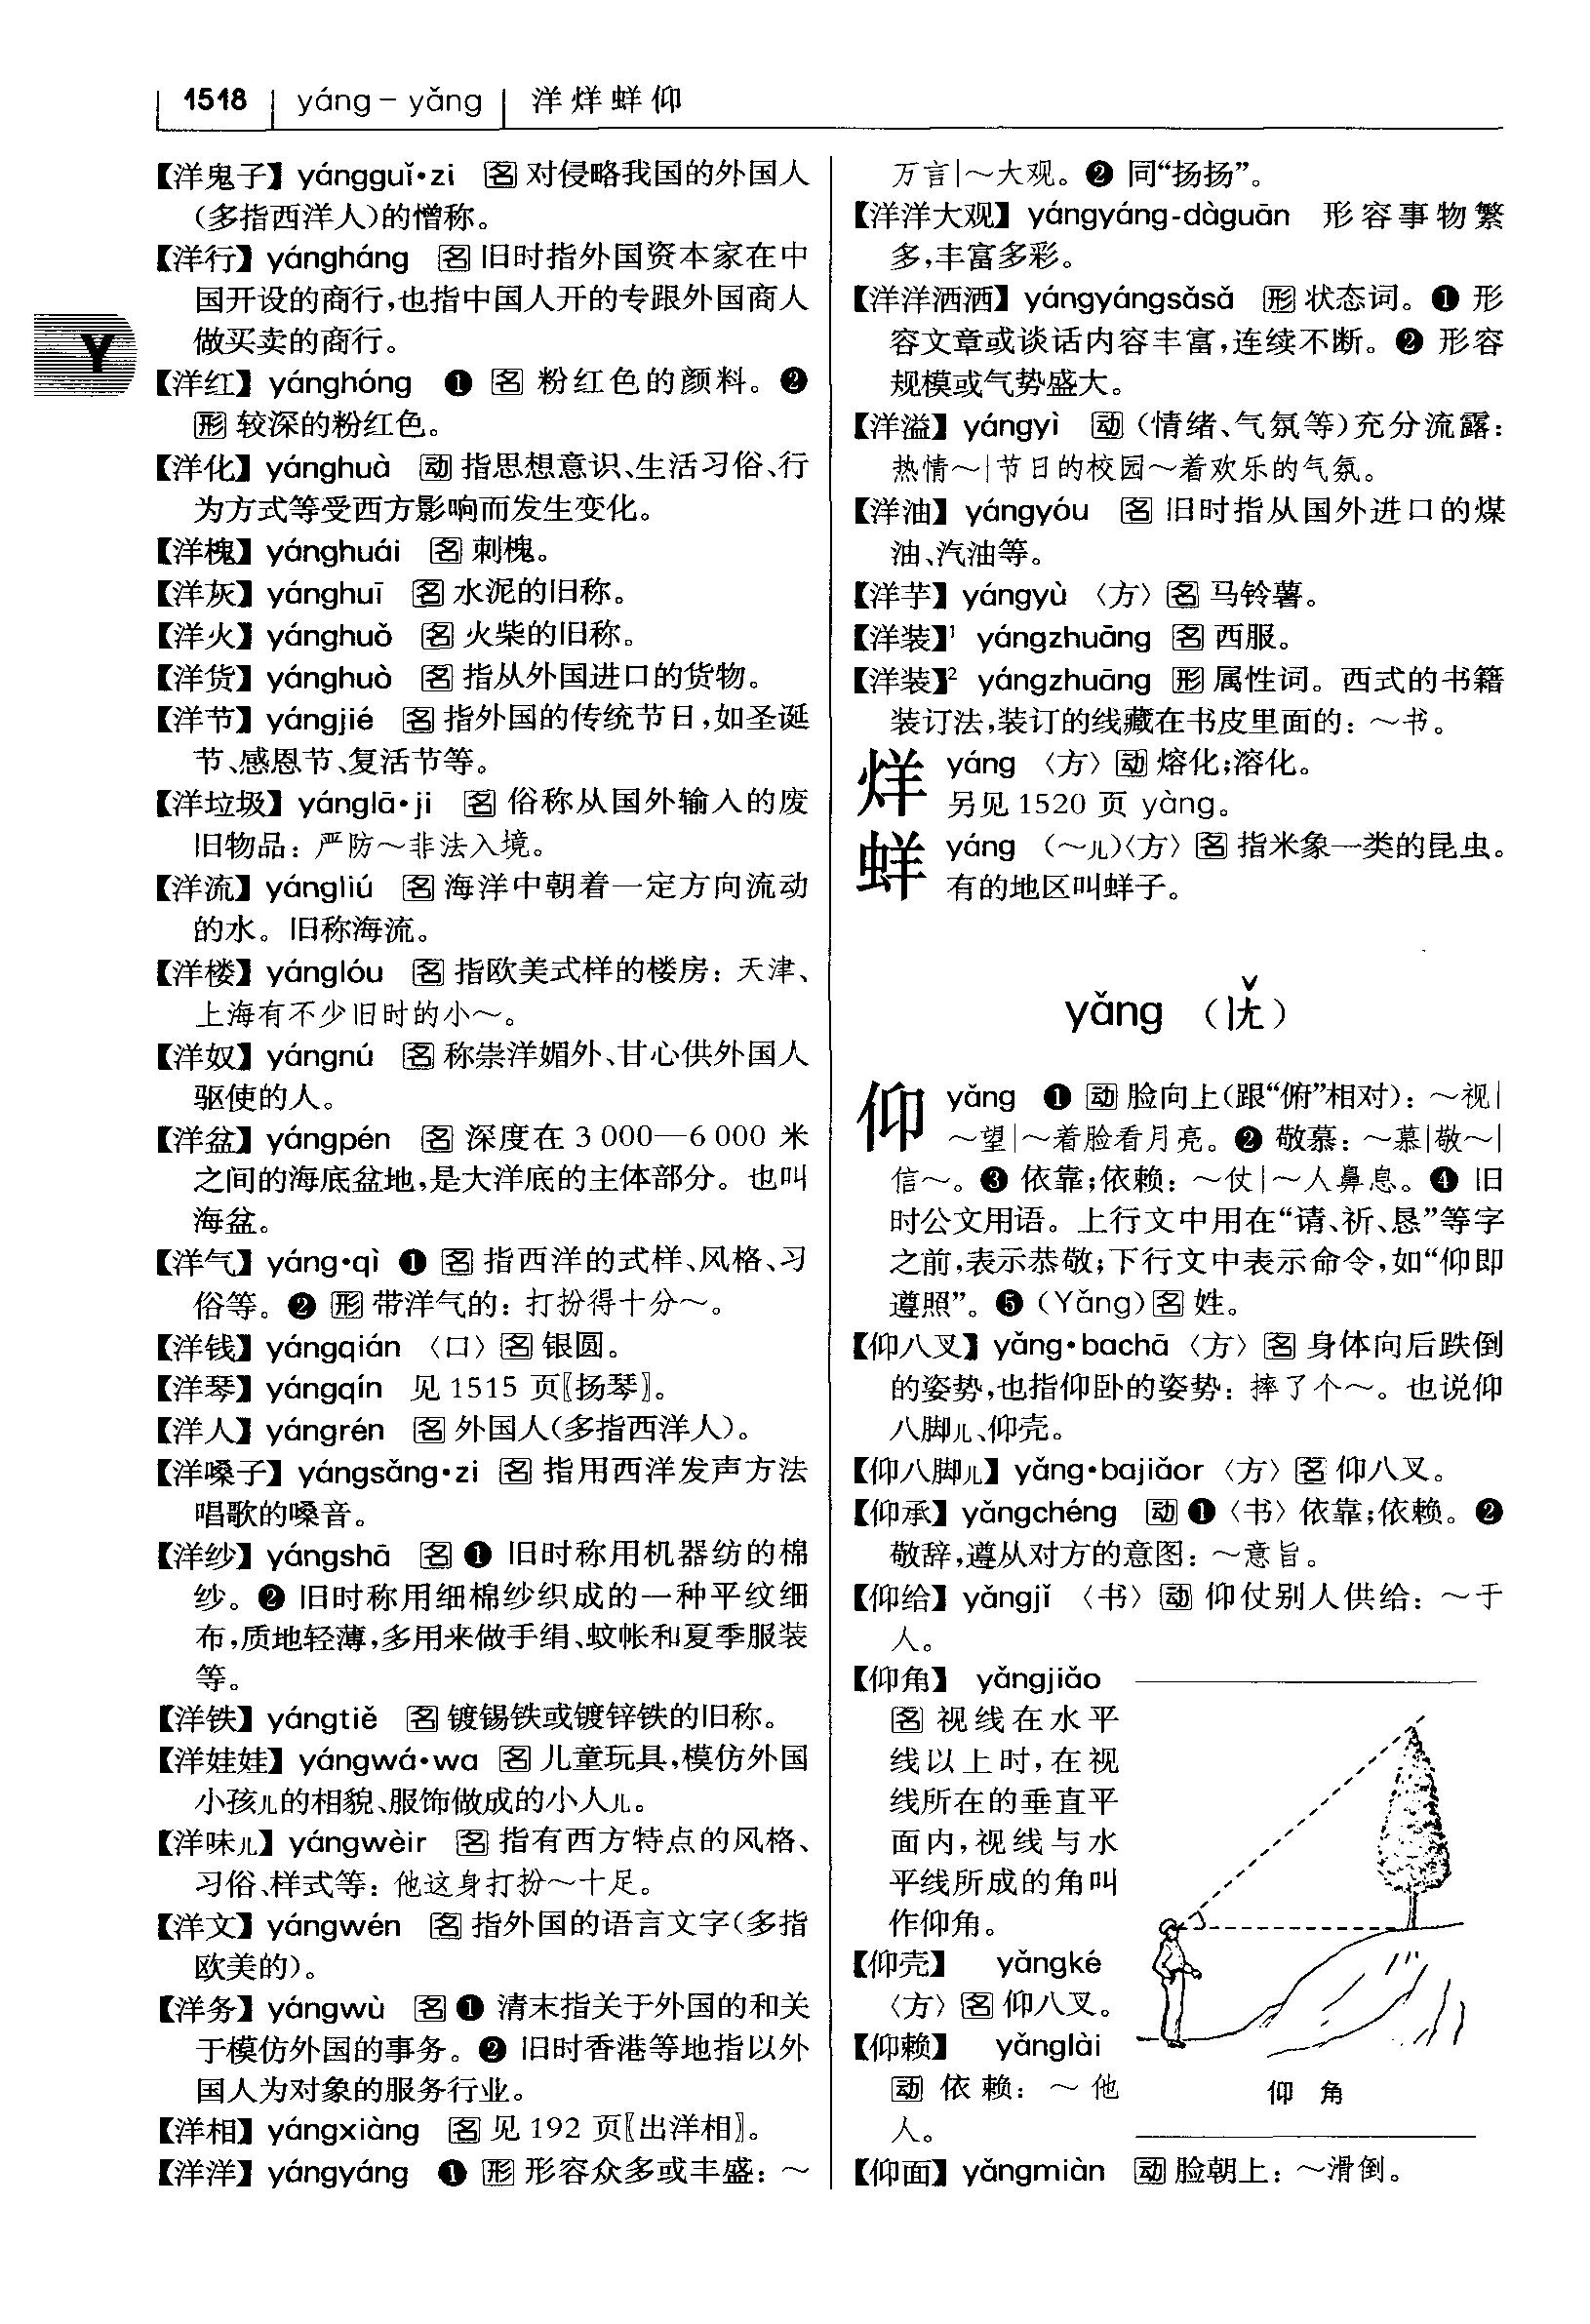 1518 yáng－yǎng 洋烊蛘仰
Y
【洋鬼子】yángguǐ·zi 名 对侵略我国的外国人
（多指西洋人）的憎称。
【洋行】yángháng 名 旧时指外国资本家在中
国开设的商行，也指中国人开的专跟外国商人
做买卖的商行。
【洋红】yánghóng ❶ 名 粉红色的颜料。❷
形 较深的粉红色。
【洋化】yánghuà 动 指思想意识、生活习俗、行
为方式等受西方影响而发生变化。
【洋槐】yánghuái 名 刺槐。
【洋灰】yánghuī 名 水泥的旧称。
【洋火】yánghuǒ 名 火柴的旧称。
【洋货】yánghuò 名 指从外国进口的货物。
【洋节】yángjié 名 指外国的传统节日，如圣诞
节、感恩节、复活节等。
【洋垃圾】yánglā·jī 名 俗称从国外输入的废
旧物品：严防～非法入境。
【洋流】yángliú 名 海洋中朝着一定方向流动
的水。旧称海流。
【洋楼】yánglóu 名 指欧美式样的楼房：天津、
上海有不少旧时的小～。
【洋奴】yángnú 名 称崇洋媚外、甘心供外国人
驱使的人。
【洋盆】yángpén 名 深度在 3 000—6 000 米
之间的海底盆地，是大洋底的主体部分。也叫
海盆。
【洋气】yáng·qì ❶ 名 指西洋的式样、风格、习
俗等。❷ 形 带洋气的：打扮得十分～。
【洋钱】yángqián 〈口〉名 银圆。
【洋琴】yángqín 见 1515 页〖扬琴〗。
【洋人】yángrén 名 外国人（多指西洋人）。
【洋嗓子】yángsǎng·zi 名 指用西洋发声方法
唱歌的嗓音。
【洋纱】yángshā 名 ❶ 旧时称用机器纺的棉
纱。❷ 旧时称用细棉纱织成的一种平纹细
布，质地轻薄，多用来做手绢、蚊帐和夏季服装
等。
【洋铁】yángtiě 名 镀锡铁或镀锌铁的旧称。
【洋娃娃】yángwá·wa 名 儿童玩具，模仿外国
小孩儿的相貌、服饰做成的小人儿。
【洋味儿】yángwèir 名 指有西方特点的风格、
习俗、样式等：他这身打扮～十足。
【洋文】yángwén 名 指外国的语言文字（多指
欧美的）。
【洋务】yángwù 名 ❶ 清末指关于外国的和关
于模仿外国的事务。❷ 旧时香港等地指以外
国人为对象的服务行业。
【洋相】yángxiàng 名 见 192 页〖出洋相〗。
【洋洋】yángyáng ❶ 形 形容众多或丰盛：～
万言｜～大观。❷ 同“扬扬”。
【洋洋大观】yángyáng-dàguān 形容事物繁
多，丰富多彩。
【洋洋洒洒】yángyángsǎsǎ 形 状态词。❶ 形
容文章或谈话内容丰富，连续不断。❷ 形容
规模或气势盛大。
【洋溢】yángyì 动（情绪、气氛等）充分流露：
热情～｜节日的校园～着欢乐的气氛。
【洋油】yángyóu 名 旧时指从国外进口的煤
油、汽油等。
【洋芋】yángyù 〈方〉名 马铃薯。
【洋装】¹ yángzhuāng 名 西服。
【洋装】² yángzhuāng 形 属性词。西式的书籍
装订法，装订的线藏在书皮里面的：～书。
烊 yáng 〈方〉动 熔化；溶化。
另见 1520 页 yàng。
蛘 yáng （～儿）〈方〉名 指米象一类的昆虫。
有的地区叫蛘子。
yǎng （ㄧㄤˇ）
仰 yǎng ❶ 动 脸向上（跟“俯”相对）：～视｜
～望｜～着脸看月亮。❷ 敬慕：～慕｜敬～｜
信～。❸ 依靠；依赖：～仗｜～人鼻息。❹ 旧
时公文用语。上行文中用在“请、祈、恳”等字
之前，表示恭敬；下行文中表示命令，如“仰即
遵照”。❺（Yǎng）名 姓。
【仰八叉】yǎng·bachā〈方〉名 身体向后跌倒
的姿势，也指仰卧的姿势：摔了个～。也说仰
八脚儿、仰壳。
【仰八脚儿】yǎng·bajiǎor〈方〉名 仰八叉。
【仰承】yǎngchéng 动 ❶〈书〉依靠；依赖。❷
敬辞，遵从对方的意图：～意旨。
【仰给】yǎngjǐ 〈书〉动 仰仗别人供给：～于
人。
【仰角】 yǎngjiǎo
名 视线在水平
线以上时，在视
线所在的垂直平
面内，视线与水
平线所成的角叫
作仰角。
【仰壳】 yǎngké
〈方〉名 仰八叉。
【仰赖】 yǎnglài
动 依赖：～他
人。
仰 角
【仰面】yǎngmiàn 动 脸朝上：～滑倒。